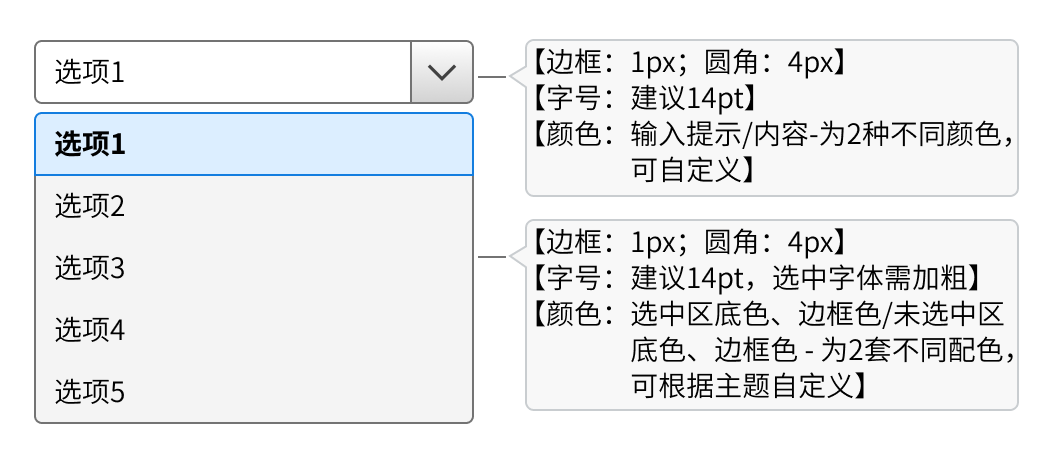 选项1
【边框：1px；圆角：4px】
【字号：建议14pt】
【颜色：输入提示/内容-为2种不同颜色，
可自定义】
选项1
选项2
选项3
选项4
选项5
【边框：1px；圆角：4px】
【字号：建议14pt，选中字体需加粗】
【颜色：选中区底色、边框色/未选中区
底色、边框色 - 为2套不同配色，
可根据主题自定义】